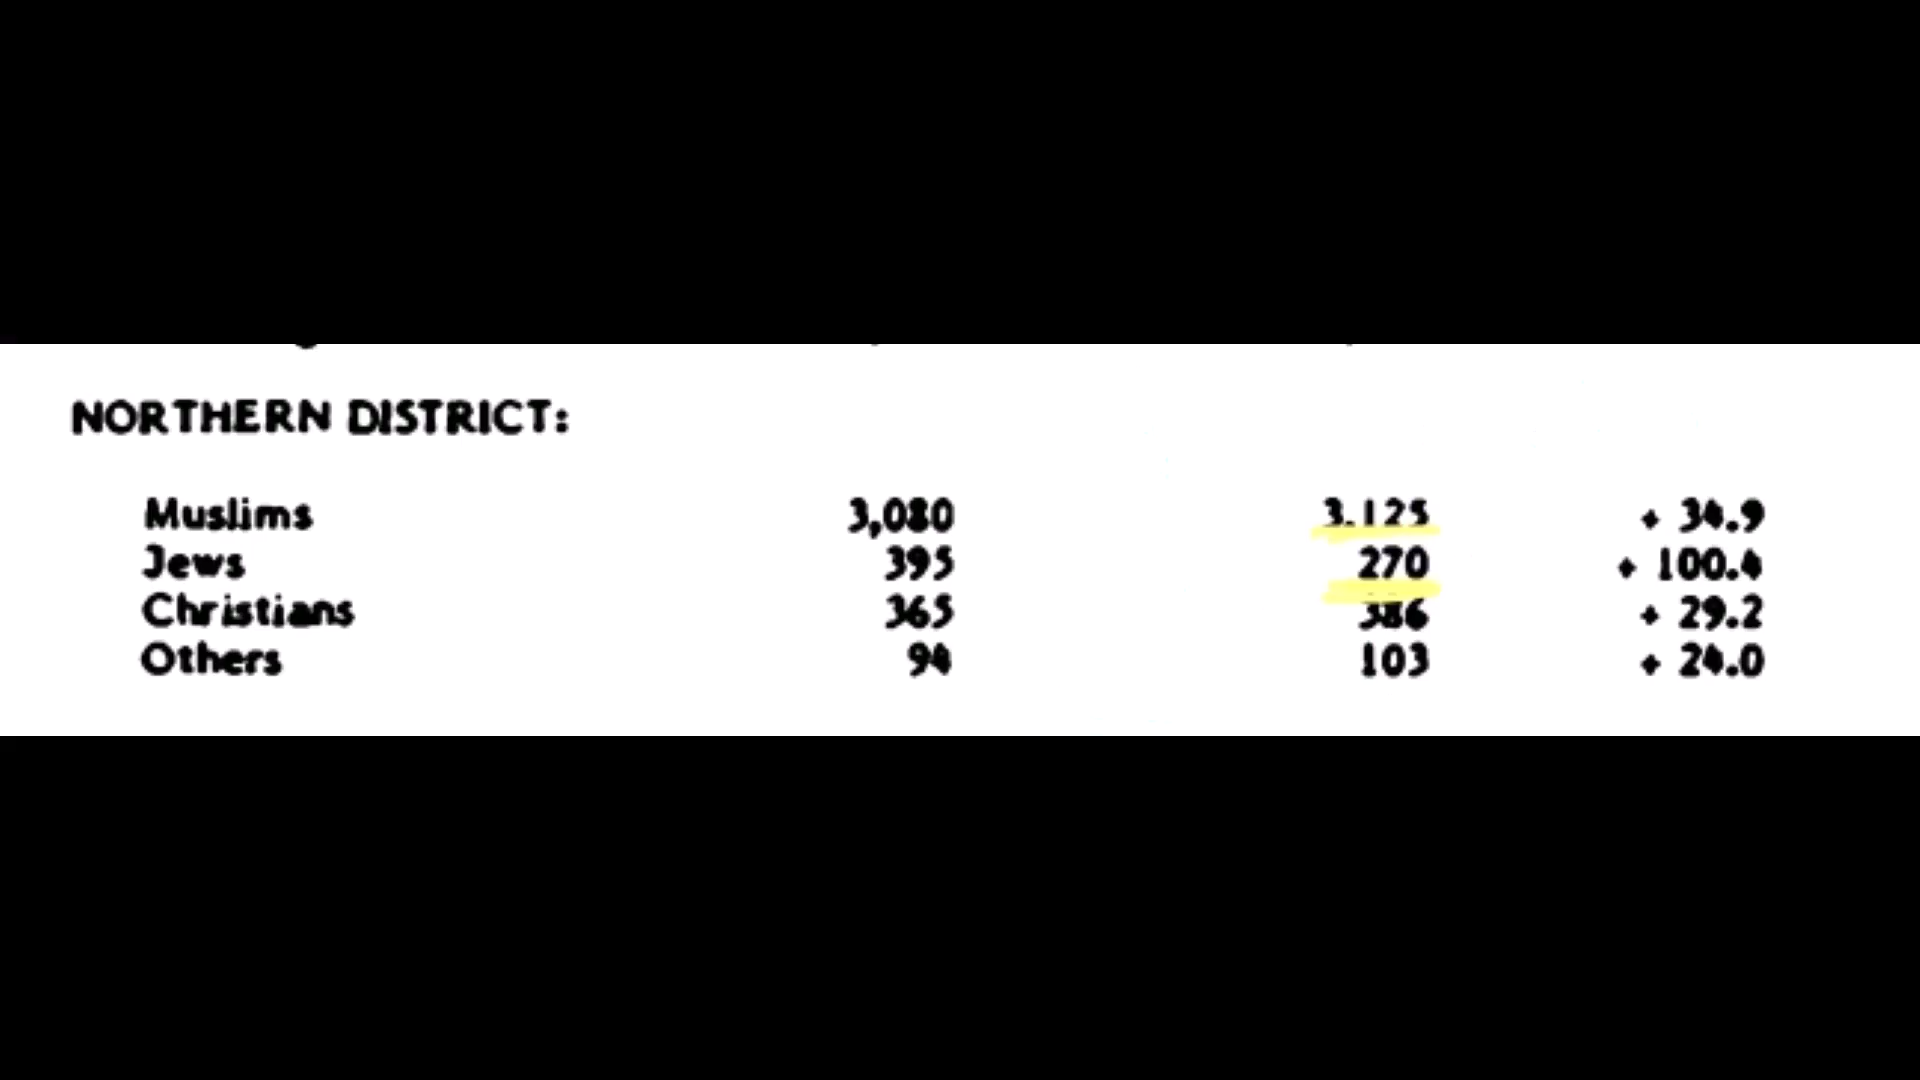 NORTHERN DISTRICT:
Muslims 3,080 3,125 + 34.9
Jews 395 270 + 100.4
Christians 365 386 + 29.2
Others 94 103 + 24.0